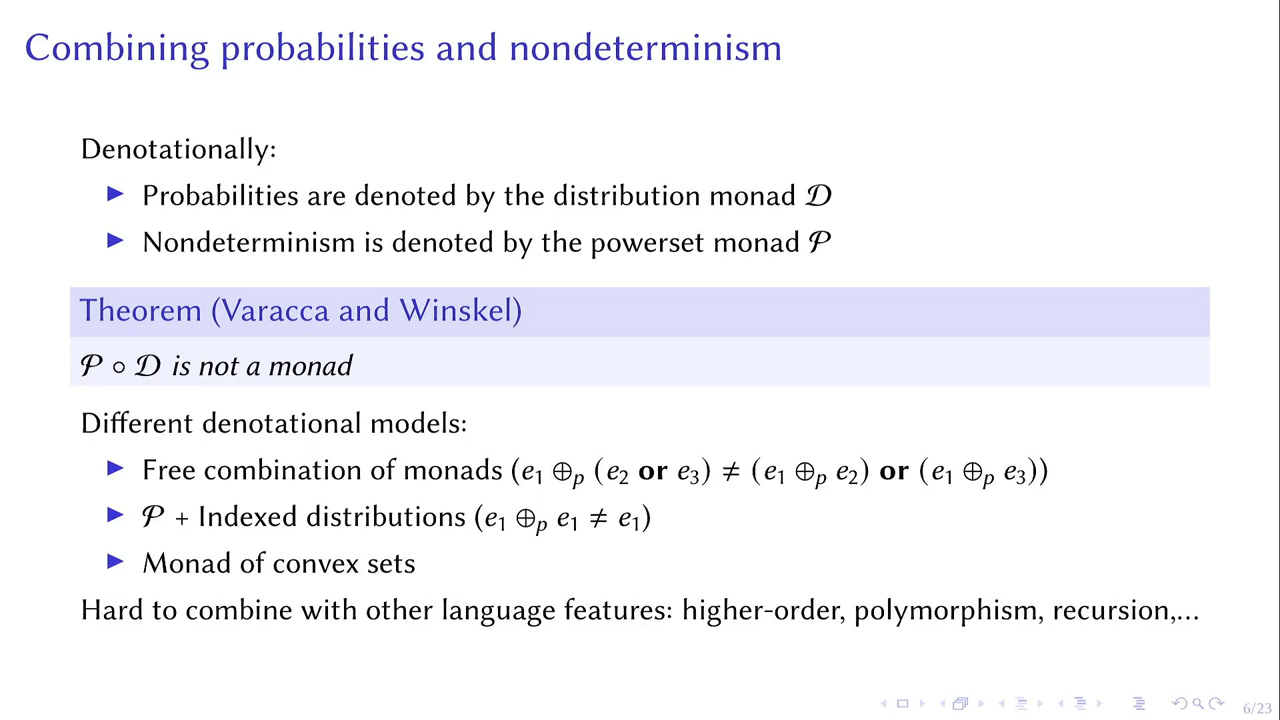 Combining probabilities and nondeterminism
Denotationally:
▶ Probabilities are denoted by the distribution monad 𝒟
▶ Nondeterminism is denoted by the powerset monad 𝒫
Theorem (Varacca and Winskel)
𝒫 ∘ 𝒟 is not a monad
Different denotational models:
▶ Free combination of monads (e₁ ⊕ₚ (e₂ or e₃) ≠ (e₁ ⊕ₚ e₂) or (e₁ ⊕ₚ e₃))
▶ 𝒫 + Indexed distributions (e₁ ⊕ₚ e₁ ≠ e₁)
▶ Monad of convex sets
Hard to combine with other language features: higher-order, polymorphism, recursion,...
6/23